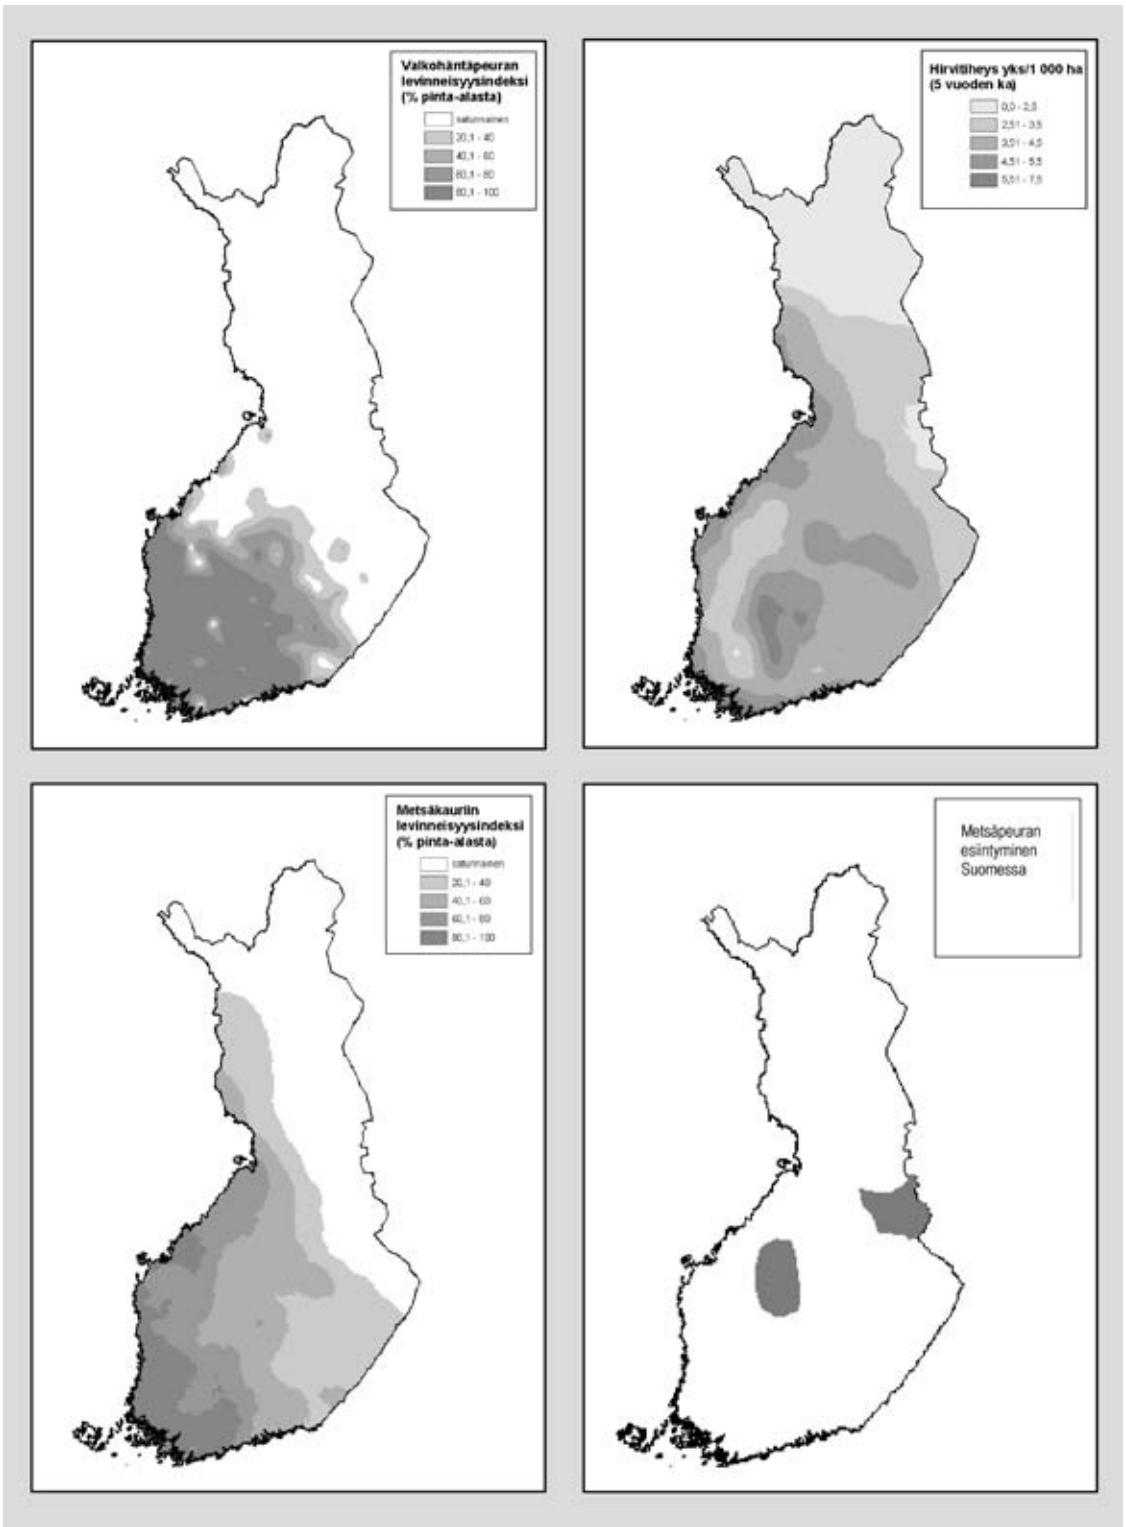 Valkohäntäpeuran
levinneisyysindeksi
(% pinta-alasta)
satunnainen
20,1 - 40
40,1 - 60
60,1 - 80
80,1 - 100
Hirvitiheys yks/1 000 ha
(5 vuoden ka)
0,0 - 2,5
2,51 - 3,5
3,51 - 4,5
4,51 - 5,5
5,51 - 7,5
Metsäkauriin
levinneisyysindeksi
(% pinta-alasta)
satunnainen
20,1 - 40
40,1 - 60
60,1 - 80
80,1 - 100
Metsäpeuran
esiintyminen
Suomessa